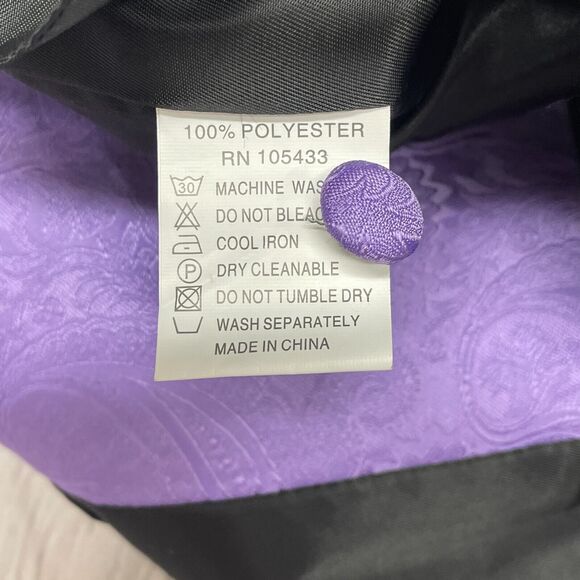 100% POLYESTER
RN 105433
30 MACHINE
DO NOT
COOL IRON
P DRY CLEANABLE
DO NOT TUMBLE DRY
WASH SEPARATELY
MADE IN CHINA